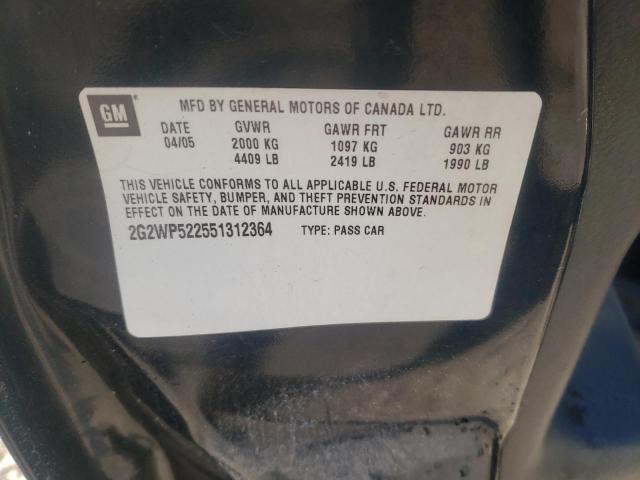 GM
MFD BY GENERAL MOTORS OF CANADA LTD.
DATE GVWR GAWR FRT GAWR RR
04/05 2000 KG 1097 KG 903 KG
4409 LB 2419 LB 1990 LB
THIS VEHICLE CONFORMS TO ALL APPLICABLE U.S. FEDERAL MOTOR
VEHICLE SAFETY, BUMPER, AND THEFT PREVENTION STANDARDS IN
EFFECT ON THE DATE OF MANUFACTURE SHOWN ABOVE.
2G2WP522551312364 TYPE: PASS CAR